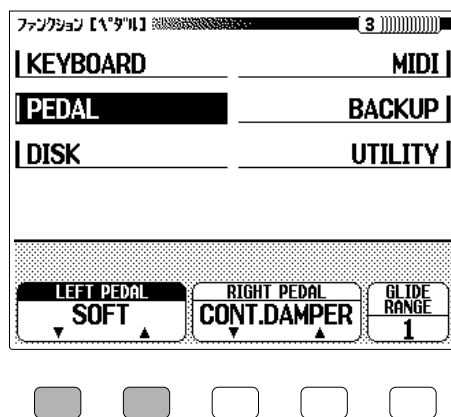 ファンクション [ペダル] 3
KEYBOARD MIDI
PEDAL BACKUP
DISK UTILITY
LEFT PEDAL RIGHT PEDAL GLIDE RANGE
SOFT CONT.DAMPER 1
▼ ▲ ▼ ▲